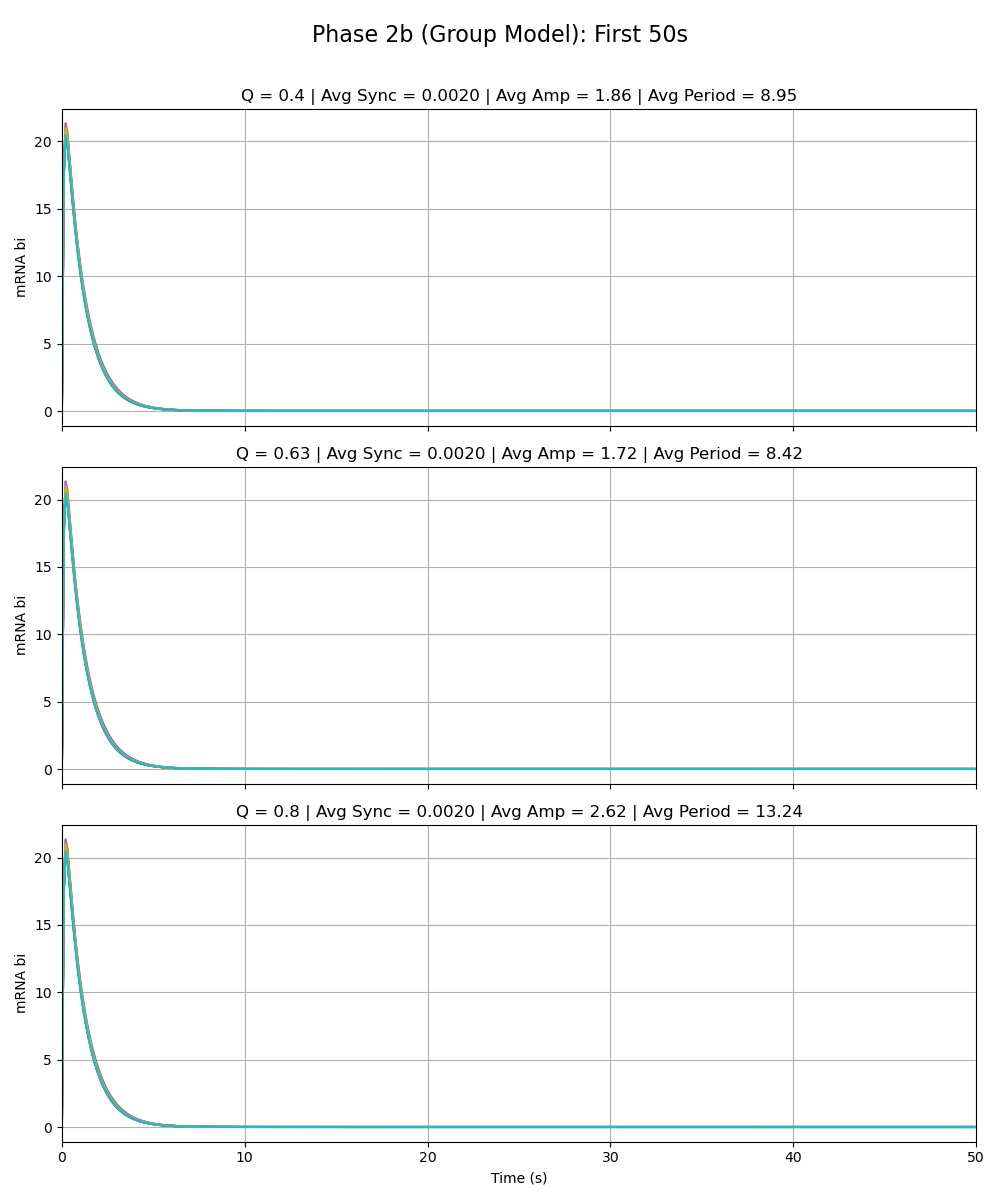 Phase 2b (Group Model): First 50s
Q = 0.4 | Avg Sync = 0.0020 | Avg Amp = 1.86 | Avg Period = 8.95
20
15
10
5
0
mRNA bi
Q = 0.63 | Avg Sync = 0.0020 | Avg Amp = 1.72 | Avg Period = 8.42
20
15
10
5
0
mRNA bi
Q = 0.8 | Avg Sync = 0.0020 | Avg Amp = 2.62 | Avg Period = 13.24
20
15
10
5
0
mRNA bi
0 10 20 30 40 50
Time (s)